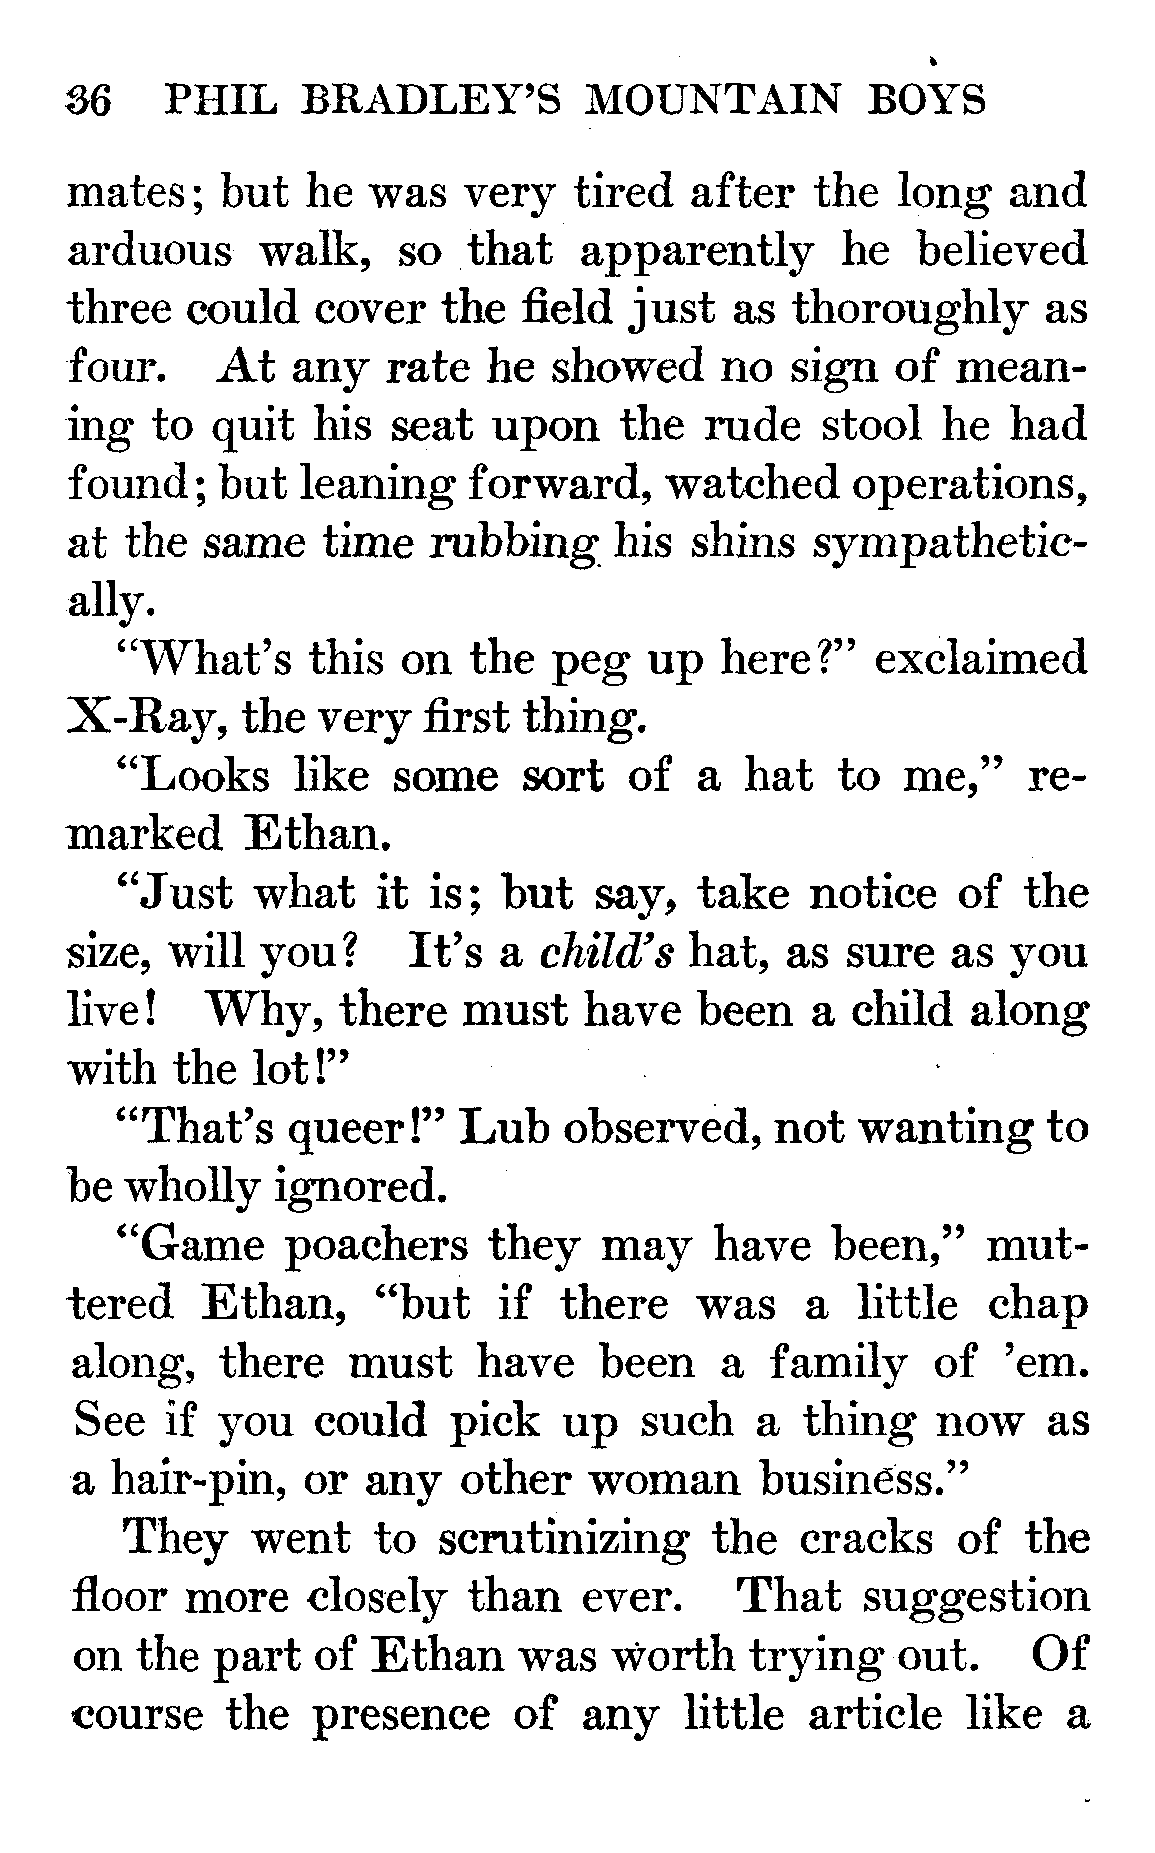 36 PHIL BRADLEY'S MOUNTAIN BOYS
mates; but he was very tired after the long and
arduous walk, so that apparently he believed
three could cover the field just as thoroughly as
four. At any rate he showed no sign of mean-
ing to quit his seat upon the rude stool he had
found; but leaning forward, watched operations,
at the same time rubbing his shins sympathetic-
ally.
“What's this on the peg up here?” exclaimed
X-Ray, the very first thing.
“Looks like some sort of a hat to me,” re-
marked Ethan.
“Just what it is; but say, take notice of the
size, will you? It's a child's hat, as sure as you
live! Why, there must have been a child along
with the lot!”
“That's queer!” Lub observed, not wanting to
be wholly ignored.
“Game poachers they may have been,” mut-
tered Ethan, “but if there was a little chap
along, there must have been a family of 'em.
See if you could pick up such a thing now as
a hair-pin, or any other woman business.”
They went to scrutinizing the cracks of the
floor more closely than ever. That suggestion
on the part of Ethan was worth trying out. Of
course the presence of any little article like a